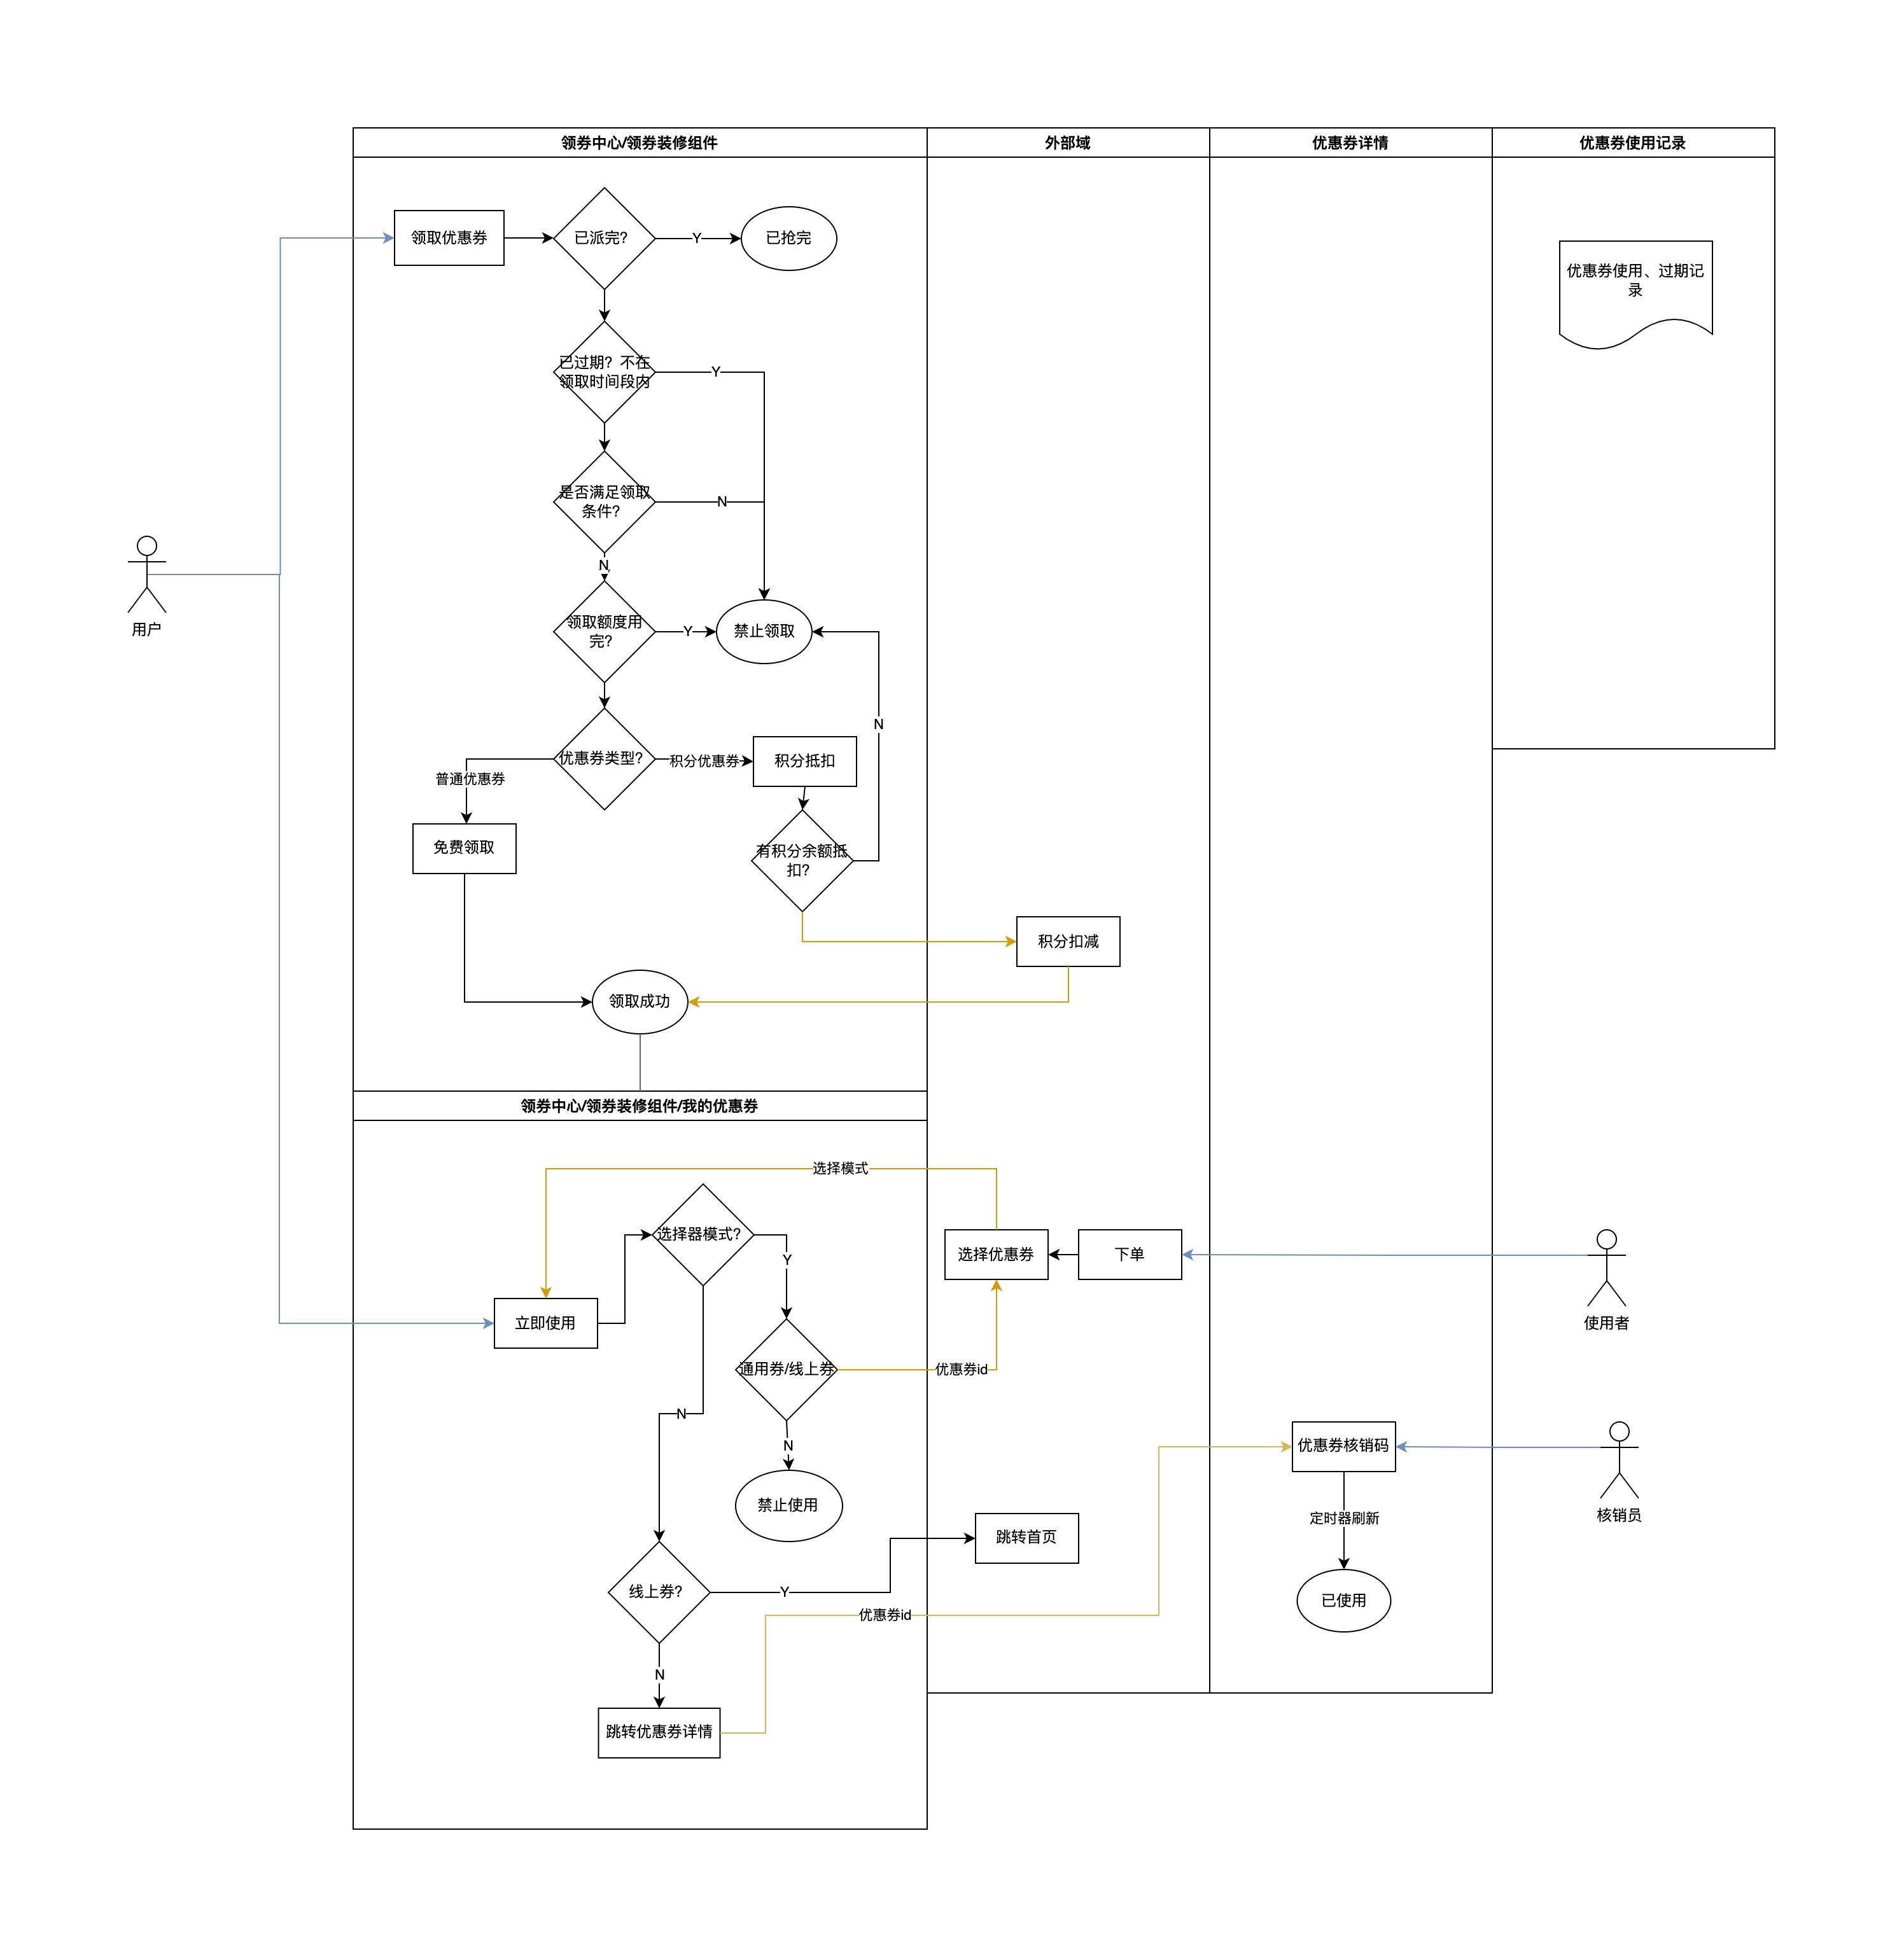 领券中心/领券装修组件
外部域
优惠券详情
优惠券使用记录
领取优惠券
已派完?
Y
已抢完
优惠券使用、过期记
录
已过期? 不在
领取时间段内
Y
是否满足领取
条件?
N
N,
用户
领取额度用
完?
Y
禁止领取
N
优惠券类型?
积分优惠券
积分抵扣
普通优惠券
免费领取
有积分余额抵
扣?
积分扣减
领取成功
领券中心/领券装修组件/我的优惠券
选择模式
选择器模式?
Y
选择优惠券
下单
立即使用
使用者
通用券/线上券
优惠券id
N
N
优惠券核销码
禁止使用
定时器刷新
核销员
跳转首页
线上券?
Y
已使用
优惠券id
N
跳转优惠券详情